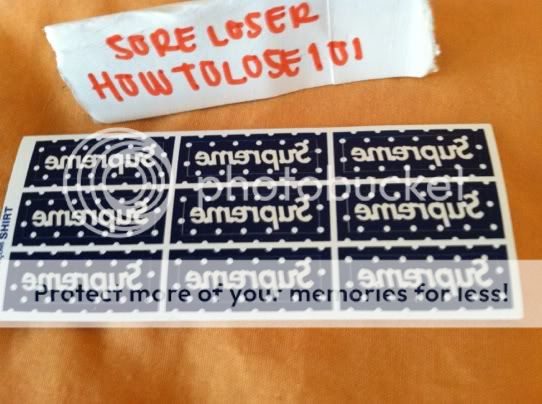 SORE LOSER
HOWTOLOSE101
Supreme Supreme Supreme
photobucket
Supreme Supreme Supreme
SHIRT
Supreme Supreme Supreme
Protect more of your memories for less!